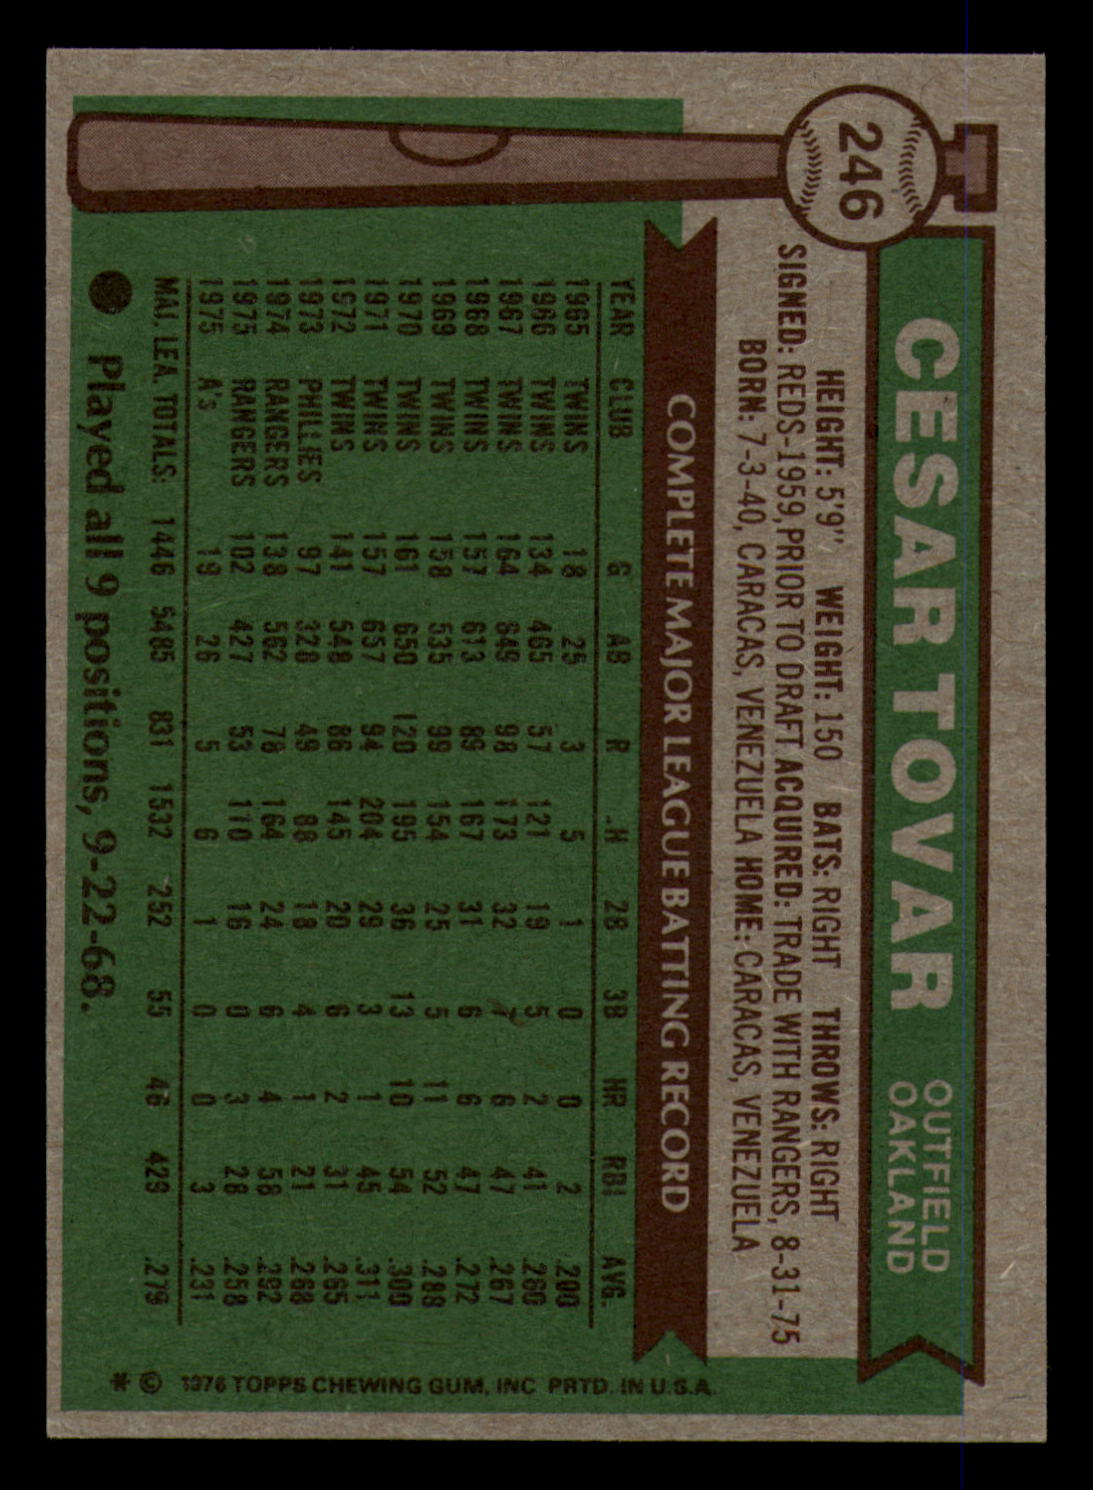 246
CESAR TOVAR
OUTFIELD
OAKLAND
HEIGHT: 5'9" WEIGHT: 150 BATS: RIGHT THROWS: RIGHT
SIGNED: REDS-1959, PRIOR TO DRAFT ACQUIRED: TRADE WITH RANGERS, 8-31-75
BORN: 7-3-40, CARACAS, VENEZUELA HOME: CARACAS, VENEZUELA
COMPLETE MAJOR LEAGUE BATTING RECORD
YEAR CLUB G AB R H 2B 3B HR RBI AVG.
1965 TWINS 18 25 3 5 1 0 0 2 .200
1966 TWINS 134 465 57 121 19 5 2 41 .260
1967 TWINS 164 649 98 173 32 7 6 47 .267
1968 TWINS 157 613 89 167 31 6 6 47 .272
1969 TWINS 158 535 99 154 25 5 11 52 .288
1970 TWINS 161 650 120 195 36 13 10 54 .300
1971 TWINS 157 657 94 204 29 3 1 45 .311
1972 TWINS 141 548 86 145 20 6 2 31 .265
1973 PHILLIES 97 328 49 88 18 4 1 21 .268
1974 RANGERS 138 562 78 164 24 6 4 58 .292
1975 RANGERS 102 427 53 110 16 0 3 28 .258
1975 A's 19 26 5 6 1 0 0 3 .231
MAJ. LEA. TOTALS: 1446 5485 831 1532 252 55 46 429 .279
Played all 9 positions, 9-22-68.
* © 1976 TOPPS CHEWING GUM, INC PRTD. IN U.S.A.